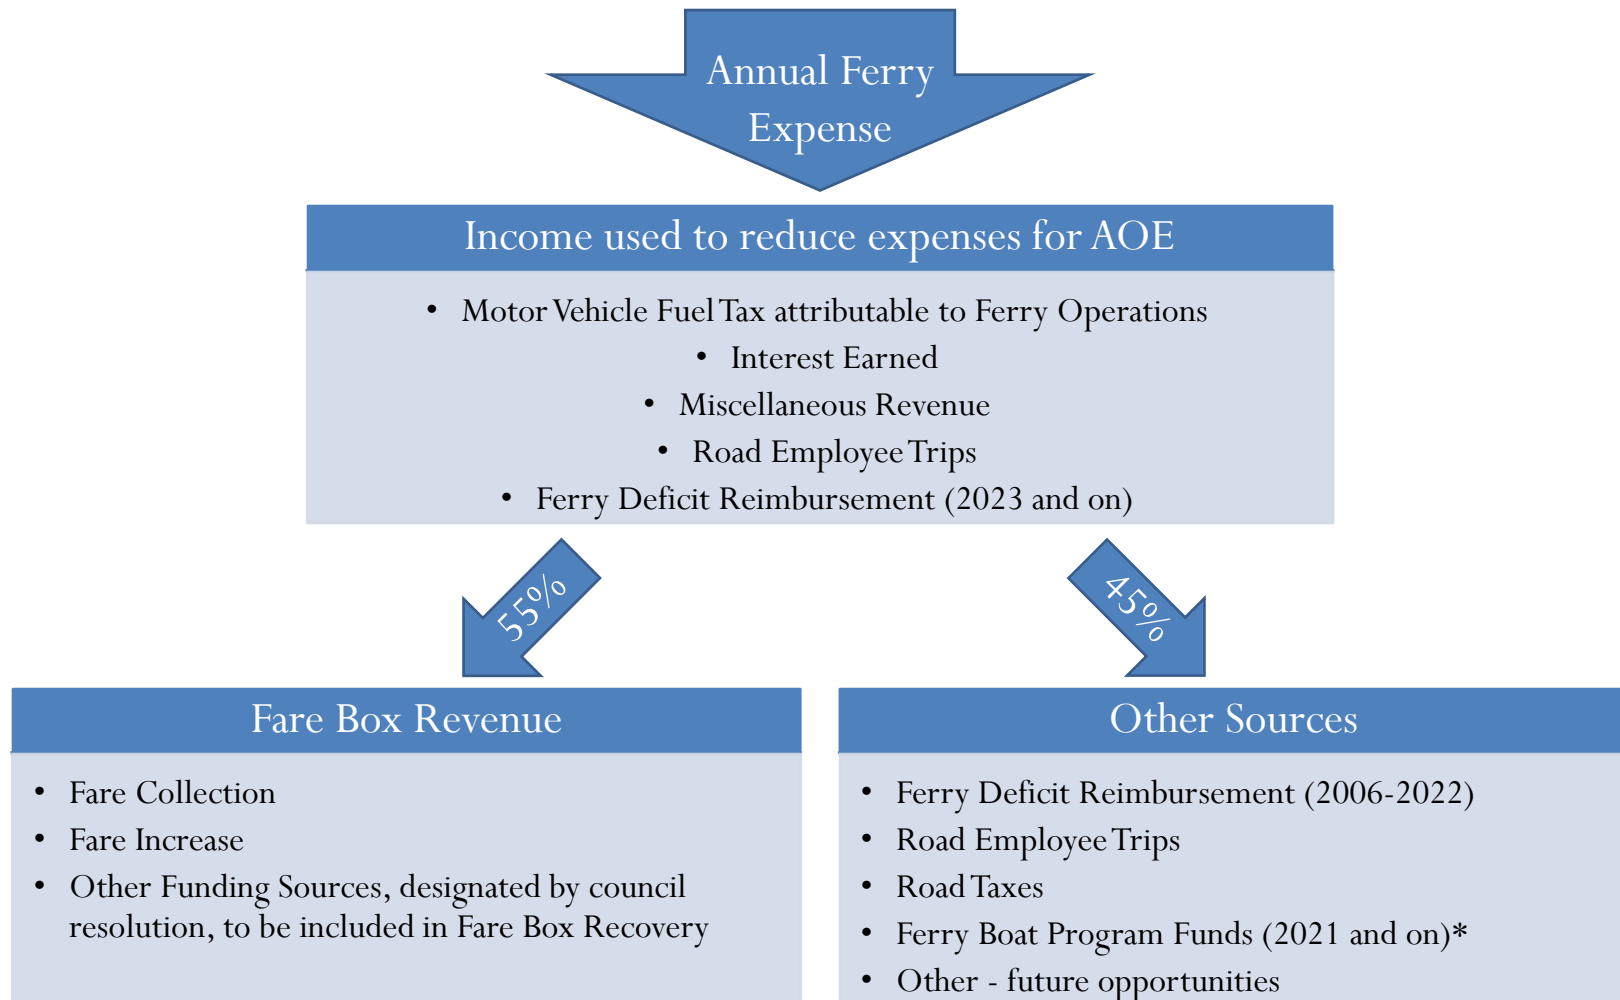 Annual Ferry
Expense
Income used to reduce expenses for AOE
• Motor Vehicle Fuel Tax attributable to Ferry Operations
• Interest Earned
• Miscellaneous Revenue
• Road Employee Trips
• Ferry Deficit Reimbursement (2023 and on)
55%
45%
Fare Box Revenue
• Fare Collection
• Fare Increase
• Other Funding Sources, designated by council
resolution, to be included in Fare Box Recovery
Other Sources
• Ferry Deficit Reimbursement (2006-2022)
• Road Employee Trips
• Road Taxes
• Ferry Boat Program Funds (2021 and on)*
• Other - future opportunities